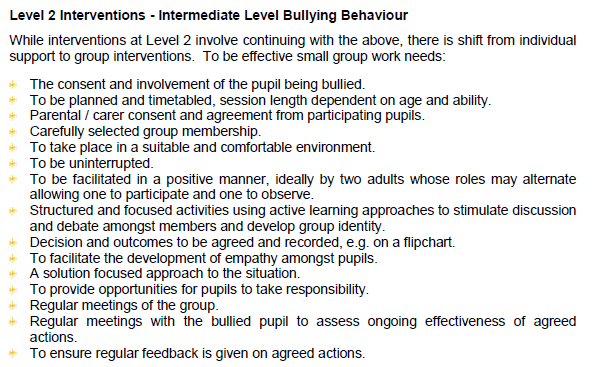 Level 2 Interventions - Intermediate Level Bullying Behaviour
While interventions at Level 2 involve continuing with the above, there is shift from individual
support to group interventions. To be effective small group work needs:
The consent and involvement of the pupil being bullied.
To be planned and timetabled, session length dependent on age and ability.
Parental / carer consent and agreement from participating pupils.
Carefully selected group membership.
To take place in a suitable and comfortable environment.
To be uninterrupted.
To be facilitated in a positive manner, ideally by two adults whose roles may alternate
allowing one to participate and one to observe.
Structured and focused activities using active learning approaches to stimulate discussion
and debate amongst members and develop group identity.
Decision and outcomes to be agreed and recorded, e.g. on a flipchart.
To facilitate the development of empathy amongst pupils.
A solution focused approach to the situation.
To provide opportunities for pupils to take responsibility.
Regular meetings of the group.
Regular meetings with the bullied pupil to assess ongoing effectiveness of agreed
actions.
To ensure regular feedback is given on agreed actions.